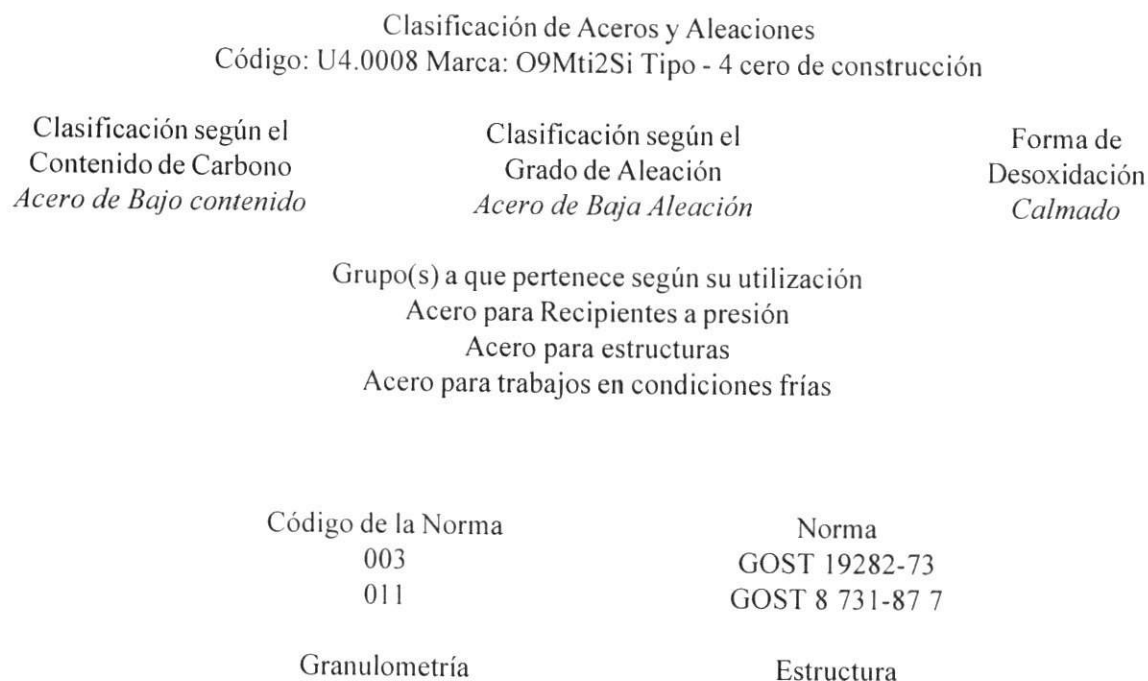 Clasificación de Aceros y Aleaciones
Código: U4.0008 Marca: O9Mti2Si Tipo - 4 cero de construcción
Clasificación según el
Contenido de Carbono
Acero de Bajo contenido
Clasificación según el
Grado de Aleación
Acero de Baja Aleación
Forma de
Desoxidación
Calmado
Grupo(s) a que pertenece según su utilización
Acero para Recipientes a presión
Acero para estructuras
Acero para trabajos en condiciones frías
Código de la Norma
003
011
Norma
GOST 19282-73
GOST 8 731-87 7
Granulometría
Estructura